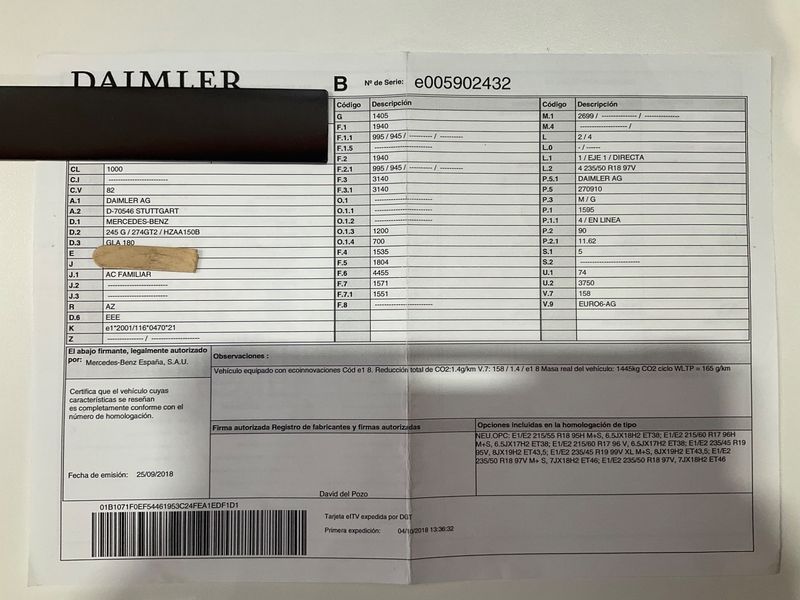 DAIMLER
B Nº de Serie: e005902432
CL 1000
C.I --------------------
C.V 82
A.1 DAIMLER AG
A.2 D-70546 STUTTGART
D.1 MERCEDES-BENZ
D.2 245 G / 274GT2 / HZAA150B
D.3 GLA 180
E
J
J.1 AC FAMILIAR
J.2 --------------------
J.3 --------------------
R AZ
D.6 EEE
K e1*2001/116*0470*21
Z -------------- / -----------------
Código Descripción
G 1405
F.1 1940
F.1.1 995 / 945 / ---------- / ----------
F.1.5 --------------------
F.2 1940
F.2.1 995 / 945 / ---------- / ----------
F.3 3140
F.3.1 3140
O.1 --------------------
O.1.1 --------------------
O.1.2 --------------------
O.1.3 1200
O.1.4 700
F.4 1535
F.5 1804
F.6 4455
F.7 1571
F.7.1 1551
F.8 --------------------
Código Descripción
M.1 2699 / -------------- / --------------
M.4 -------------------- /
L 2 / 4
L.0 - / ------
L.1 1 / EJE 1 / DIRECTA
L.2 4 235/50 R18 97V
P.5.1 DAIMLER AG
P.5 270910
P.3 M / G
P.1 1595
P.1.1 4 / EN LINEA
P.2 90
P.2.1 11.62
S.1 5
S.2 --------------------
U.1 74
U.2 3750
V.7 158
V.9 EURO6-AG
El abajo firmante, legalmente autorizado
por: Mercedes-Benz España, S.A.U.
Certifica que el vehículo cuyas
características se reseñan
es completamente conforme con el
número de homologación.
Fecha de emisión: 25/09/2018
Observaciones :
Vehículo equipado con ecoinnovaciones Cód e1 8. Reducción total de CO2:1.4g/km V.7: 158 / 1.4 / e1 8 Masa real del vehículo: 1445kg CO2 ciclo WLTP = 165 g/km
Firma autorizada Registro de fabricantes y firmas autorizadas
David del Pozo
Opciones incluidas en la homologación de tipo
NEU.OPC: E1/E2 215/55 R18 95H M+S, 6.5JX18H2 ET38; E1/E2 215/60 R17 96H
M+S, 6.5JX17H2 ET38; E1/E2 215/60 R17 96 V, 6.5JX17H2 ET38; E1/E2 235/45 R19
95V, 8JX19H2 ET43,5; E1/E2 235/45 R19 99V XL M+S, 8JX19H2 ET43,5; E1/E2
235/50 R18 97V M+ S, 7JX18H2 ET46; E1/E2 235/50 R18 97V, 7JX18H2 ET46
01B1071F0EF54461953C24FEA1EDF1D1
Tarjeta eITV expedida por DGT
Primera expedición: 04/10/2018 13:36:32